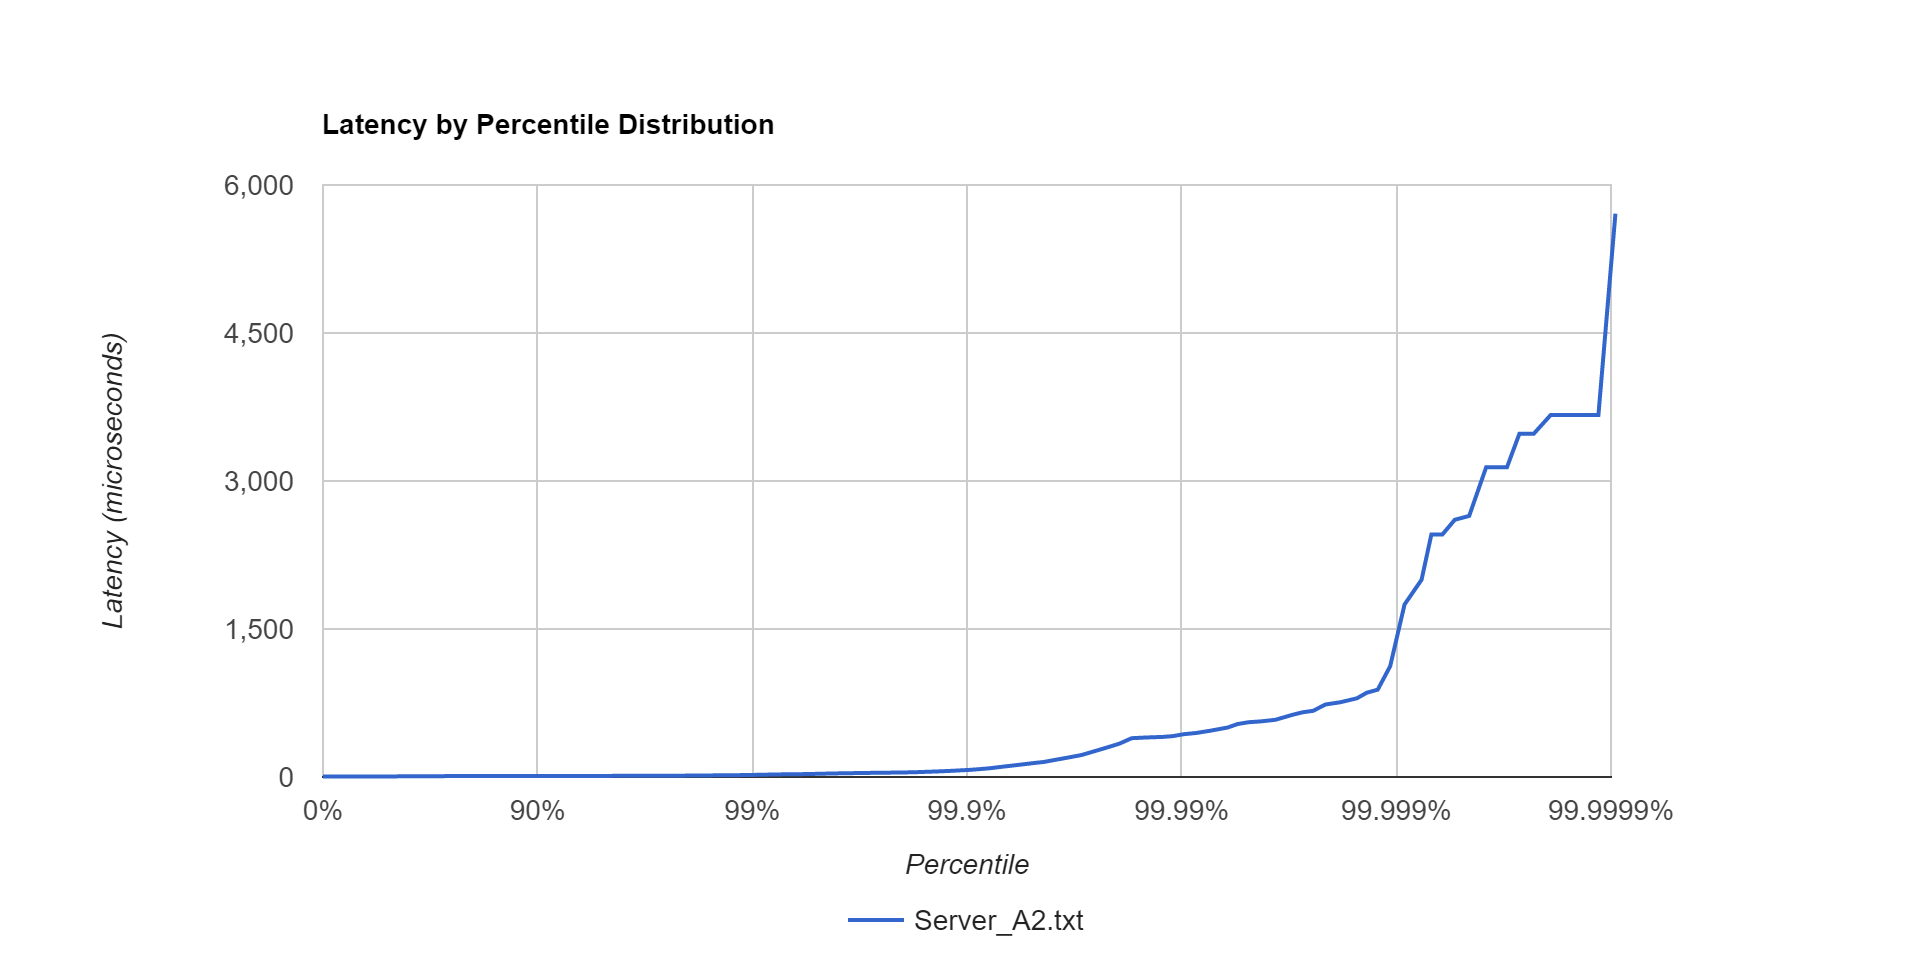 Latency by Percentile Distribution
6,000
4,500
3,000
1,500
0
Latency (microseconds)
0% 90% 99% 99.9% 99.99% 99.999% 99.9999%
Percentile
Server_A2.txt